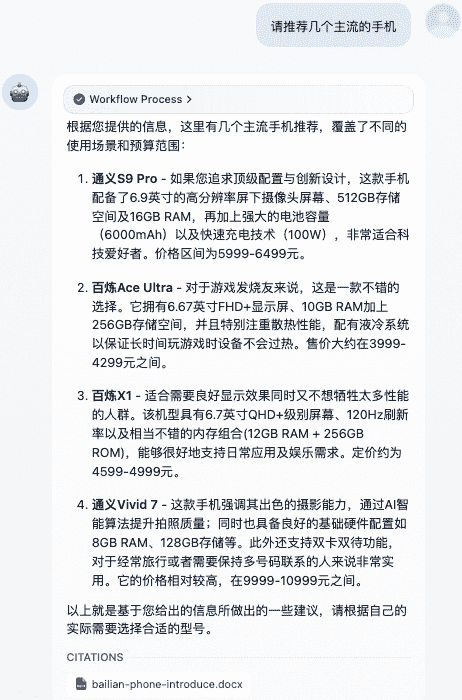 请推荐几个主流的手机
Workflow Process >
根据您提供的信息，这里有几个主流手机推荐，覆盖了不同的
使用场景和预算范围：
1. 通义S9 Pro - 如果您追求顶级配置与创新设计，这款手机
配备了6.9英寸的高分辨率屏下摄像头屏幕、512GB存储
空间及16GB RAM，再加上强大的电池容量
（6000mAh）以及快速充电技术（100W），非常适合科
技爱好者。价格区间为5999-6499元。
2. 百炼Ace Ultra - 对于游戏发烧友来说，这是一款不错的
选择。它拥有6.67英寸FHD+显示屏、10GB RAM加上
256GB存储空间，并且特别注重散热性能，配有液冷系统
以保证长时间玩游戏时设备不会过热。售价大约在3999-
4299元之间。
3. 百炼X1 - 适合需要良好显示效果同时又不想牺牲太多性能
的人群。该机型具有6.7英寸QHD+级别屏幕、120Hz刷新
率以及相当不错的内存组合(12GB RAM + 256GB
ROM)，能够很好地支持日常应用及娱乐需求。定价约为
4599-4999元。
4. 通义Vivid 7 - 这款手机强调其出色的摄影能力，通过AI智
能算法提升拍照质量；同时也具备良好的基础硬件配置如
8GB RAM、128GB存储等。此外还支持双卡双待功能，
对于经常旅行或者需要保持多号码联系的人来说非常实
用。它的价格相对较高，在9999-10999元之间。
以上就是基于您给出的信息所做出的一些建议，请根据自己的
实际需要选择合适的型号。
CITATIONS
bailian-phone-introduce.docx